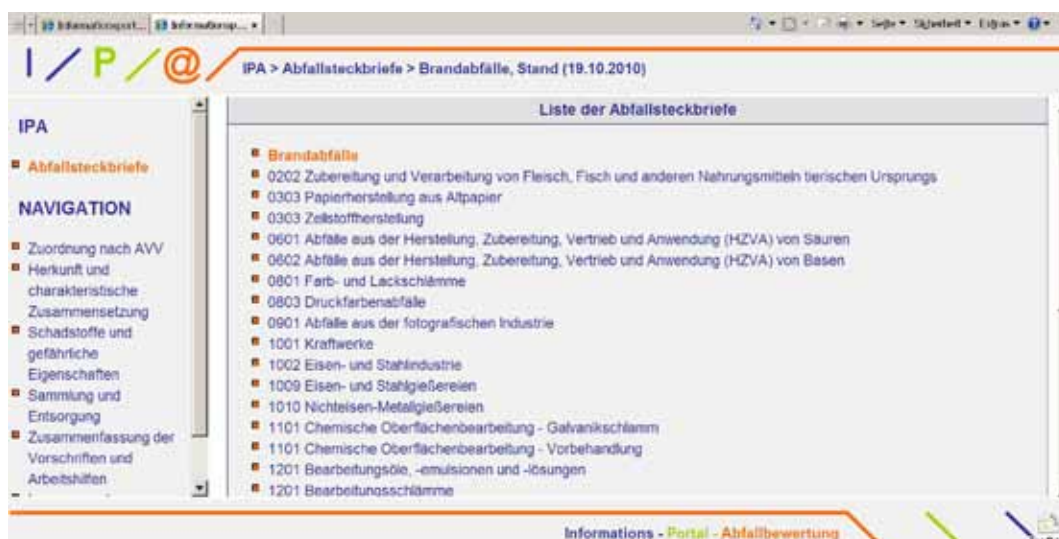 Informationsport... Informationsp... × Seite Sicherheit Extras
I/P/@
IPA > Abfallsteckbriefe > Brandabfälle, Stand (19.10.2010)
IPA
Abfallsteckbriefe
NAVIGATION
Zuordnung nach AVV
Herkunft und
charakteristische
Zusammensetzung
Schadstoffe und
gefährliche
Eigenschaften
Sammlung und
Entsorgung
Zusammenfassung der
Vorschriften und
Arbeitshilfen
Liste der Abfallsteckbriefe
Brandabfälle
0202 Zubereitung und Verarbeitung von Fleisch, Fisch und anderen Nahrungsmitteln tierischen Ursprungs
0303 Papierherstellung aus Altpapier
0303 Zellstoffherstellung
0601 Abfälle aus der Herstellung, Zubereitung, Vertrieb und Anwendung (HZVA) von Säuren
0602 Abfälle aus der Herstellung, Zubereitung, Vertrieb und Anwendung (HZVA) von Basen
0801 Farb- und Lackschlämme
0803 Druckfarbenabfälle
0901 Abfälle aus der fotografischen Industrie
1001 Kraftwerke
1002 Eisen- und Stahlindustrie
1009 Eisen- und Stahlgießereien
1010 Nichteisen-Metallgießereien
1101 Chemische Oberflächenbearbeitung - Galvanikschlamm
1101 Chemische Oberflächenbearbeitung - Vorbehandlung
1201 Bearbeitungsöle, -emulsionen und -lösungen
1201 Bearbeitungsschlämme
Informations - Portal - Abfallbewertung